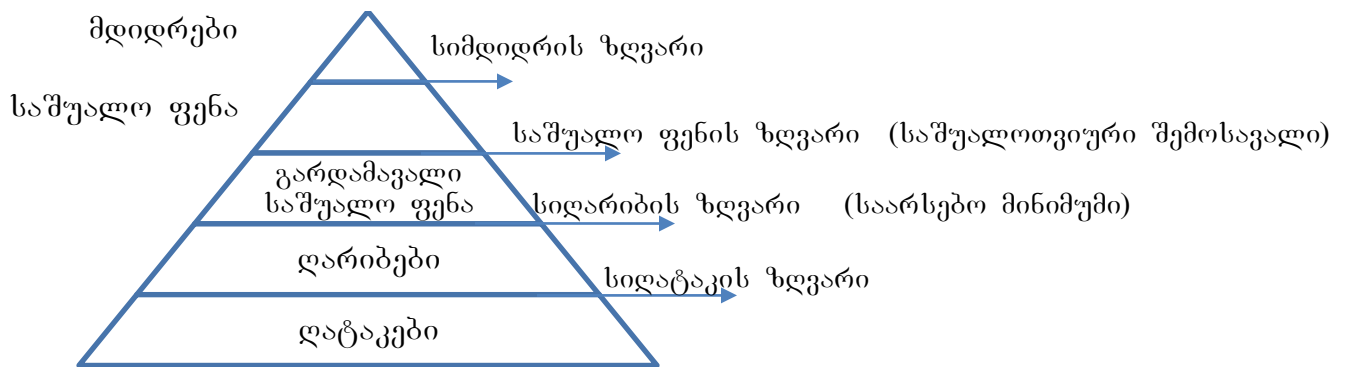 მდიდრები
სიმდიდრის ზღვარი
საშუალო ფენა
საშუალო ფენის ზღვარი (საშუალოთვიური შემოსავალი)
გარდამავალი
საშუალო ფენა
სიღარიბის ზღვარი (საარსებო მინიმუმი)
ღარიბები
სიღატაკის ზღვარი
ღატაკები